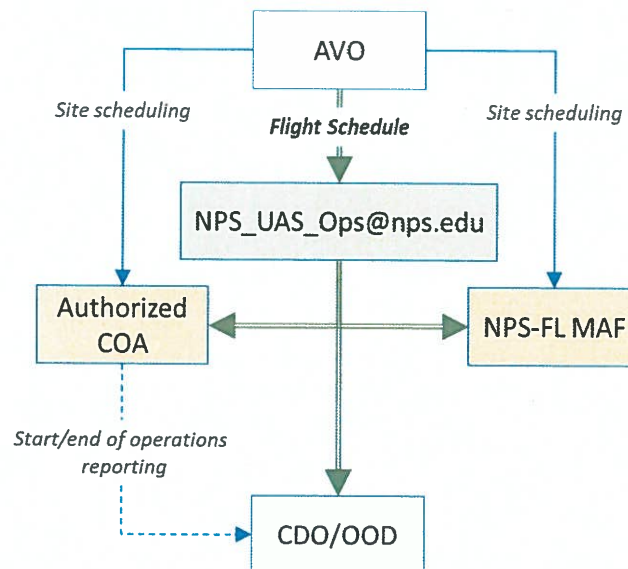 AVO
Site scheduling
Flight Schedule
Site scheduling
NPS_UAS_Ops@nps.edu
Authorized
COA
NPS-FL MAF
Start/end of operations
reporting
CDO/OOD